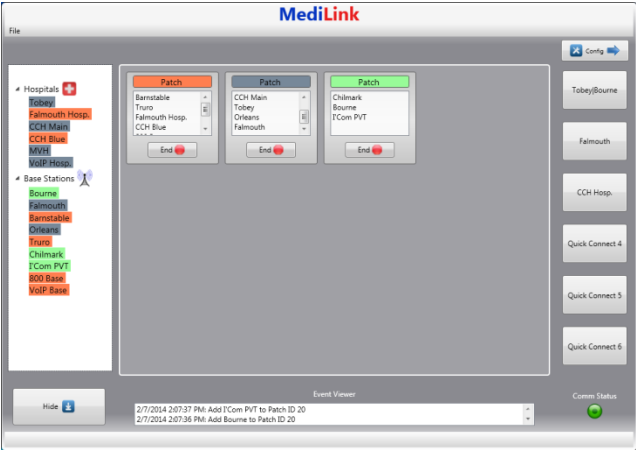 MediLink
File
Config
Hospitals
Tobey
Falmouth Hosp.
CCH Main
CCH Blue
MVH
VoIP Hosp.
Base Stations
Bourne
Falmouth
Barnstable
Orleans
Truro
Chilmark
I'Com PVT
800 Base
VoIP Base
Patch
Barnstable
Truro
Falmouth Hosp.
CCH Blue
End
Patch
CCH Main
Tobey
Orleans
Falmouth
End
Patch
Chilmark
Bourne
I'Com PVT
End
Tobey|Bourne
Falmouth
CCH Hosp.
Quick Connect 4
Quick Connect 5
Quick Connect 6
Hide
Event Viewer
2/7/2014 2:07:37 PM: Add I'Com PVT to Patch ID 20
2/7/2014 2:07:36 PM: Add Bourne to Patch ID 20
Comm Status